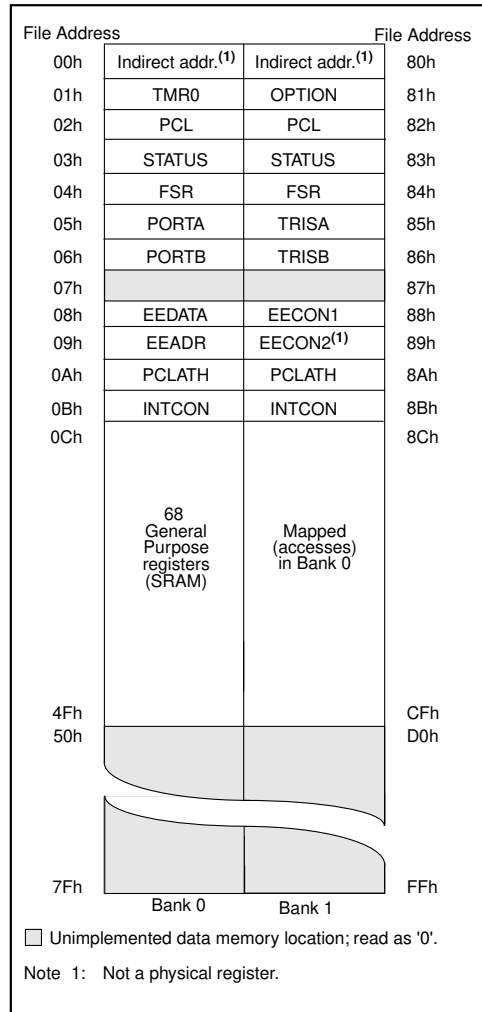 File Address File Address
00h Indirect addr.(1) Indirect addr.(1) 80h
01h TMR0 OPTION 81h
02h PCL PCL 82h
03h STATUS STATUS 83h
04h FSR FSR 84h
05h PORTA TRISA 85h
06h PORTB TRISB 86h
07h 87h
08h EEDATA EECON1 88h
09h EEADR EECON2(1) 89h
0Ah PCLATH PCLATH 8Ah
0Bh INTCON INTCON 8Bh
0Ch 8Ch
68
General
Purpose
registers
(SRAM)
Mapped
(accesses)
in Bank 0
4Fh CFh
50h D0h
7Fh FFh
Bank 0 Bank 1
Unimplemented data memory location; read as '0'.
Note 1: Not a physical register.